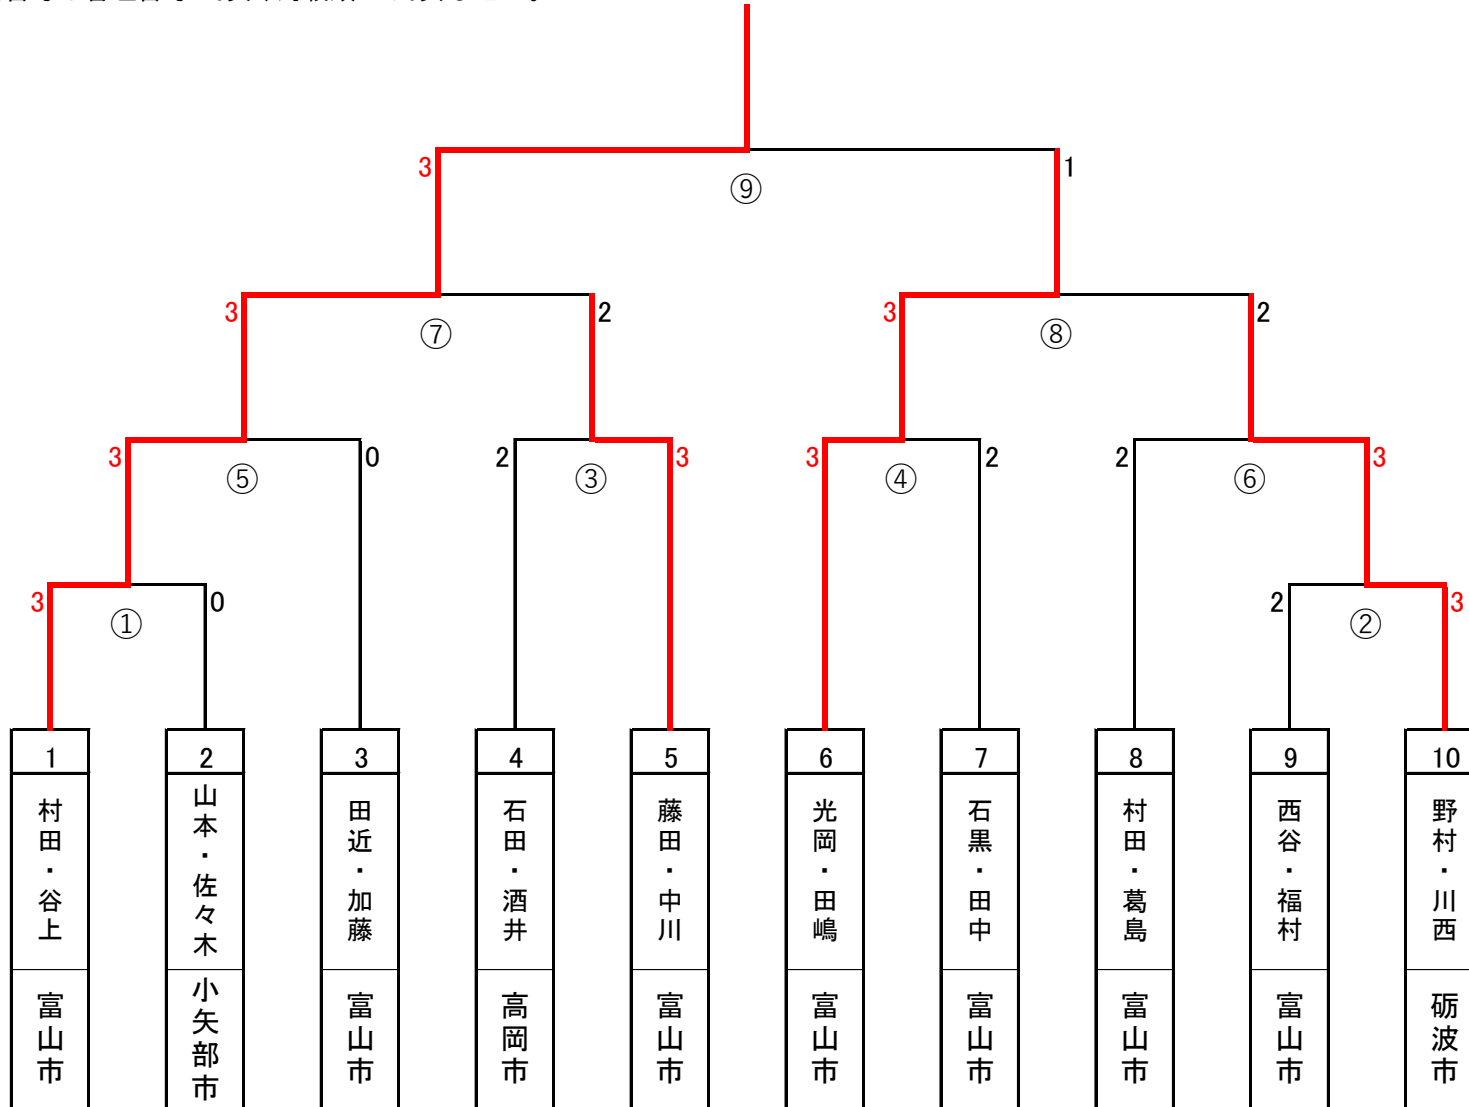 3
1
⑨
3
2
3
2
⑦
⑧
3
0
2
3
3
2
2
3
⑤
③
④
⑥
3
0
2
3
①
②
1
2
3
4
5
6
7
8
9
10
村田・谷上
山本・佐々木
田近・加藤
石田・酒井
藤田・中川
光岡・田嶋
石黒・田中
村田・葛島
西谷・福村
野村・川西
富山市
小矢部市
富山市
高岡市
富山市
富山市
富山市
富山市
富山市
砺波市